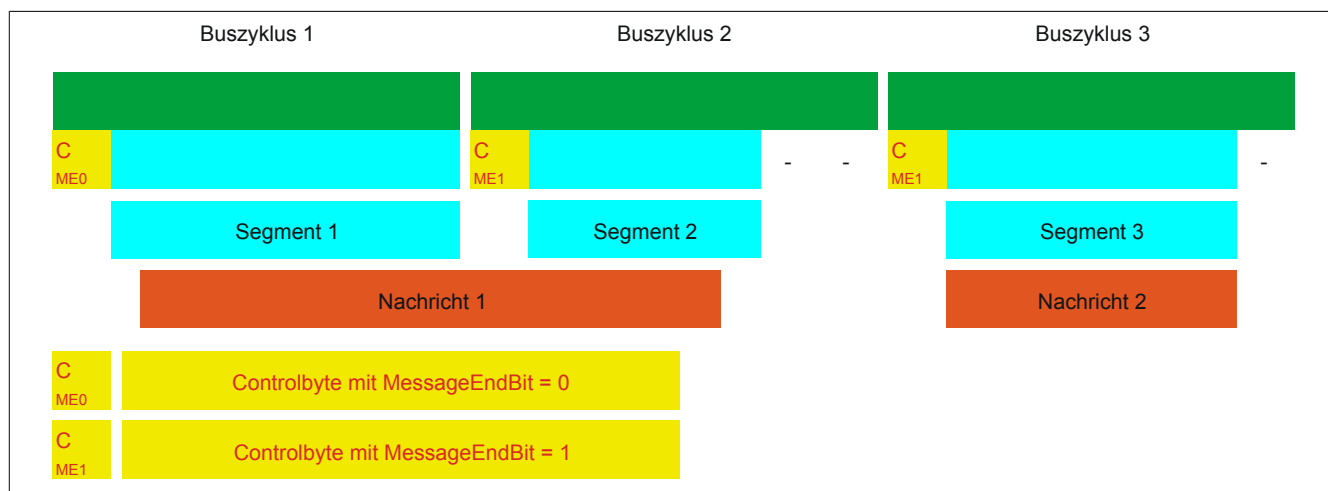 Buszyklus 1 Buszyklus 2 Buszyklus 3
C C - - C -
ME0 ME1 ME1
Segment 1 Segment 2 Segment 3
Nachricht 1 Nachricht 2
C
ME0
Controlbyte mit MessageEndBit = 0
C
ME1
Controlbyte mit MessageEndBit = 1